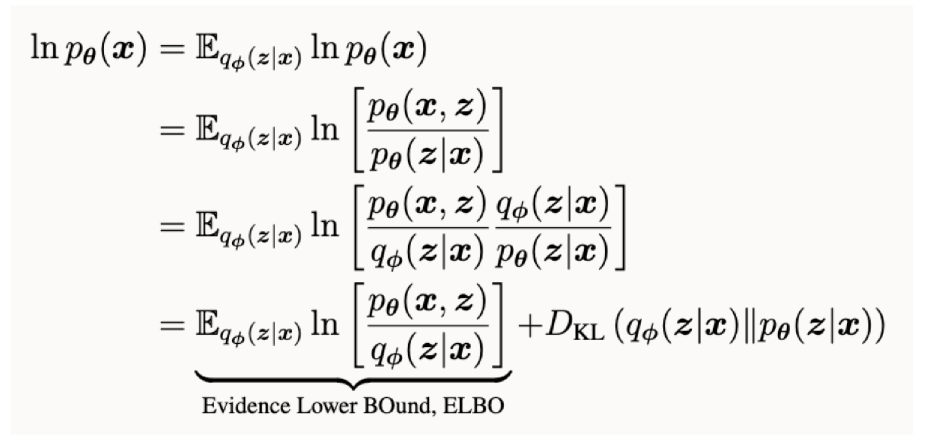 ln p_θ(x) = 𝔼_{q_ϕ(z|x)} ln p_θ(x)
= 𝔼_{q_ϕ(z|x)} ln [ p_θ(x, z) / p_θ(z|x) ]
= 𝔼_{q_ϕ(z|x)} ln [ p_θ(x, z) / q_ϕ(z|x) q_ϕ(z|x) / p_θ(z|x) ]
= 𝔼_{q_ϕ(z|x)} ln [ p_θ(x, z) / q_ϕ(z|x) ] +D_KL (q_ϕ(z|x)‖p_θ(z|x))
Evidence Lower BOund, ELBO